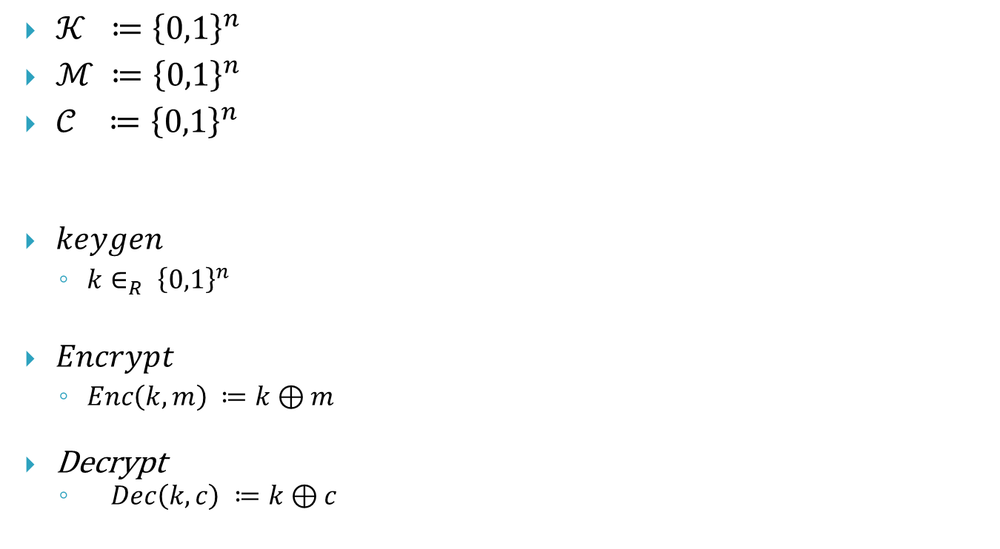 𝒦 := {0,1}ⁿ
ℳ := {0,1}ⁿ
𝒞 := {0,1}ⁿ
keygen
k ∈_R {0,1}ⁿ
Encrypt
Enc(k, m) := k ⊕ m
Decrypt
Dec(k, c) := k ⊕ c